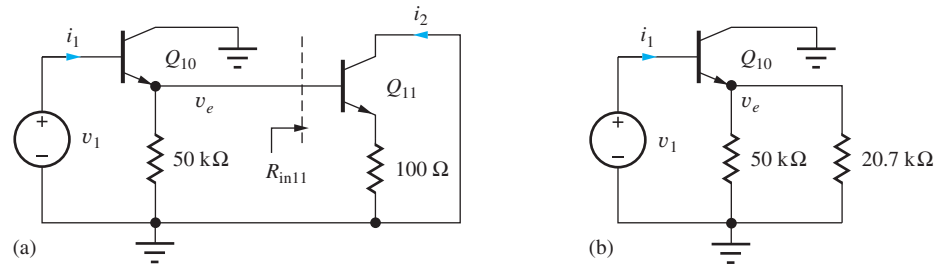 i1
Q10
ve
v1
+
−
50 kΩ
Rin11
i2
Q11
100 Ω
(a)
i1
Q10
ve
v1
+
−
50 kΩ
20.7 kΩ
(b)